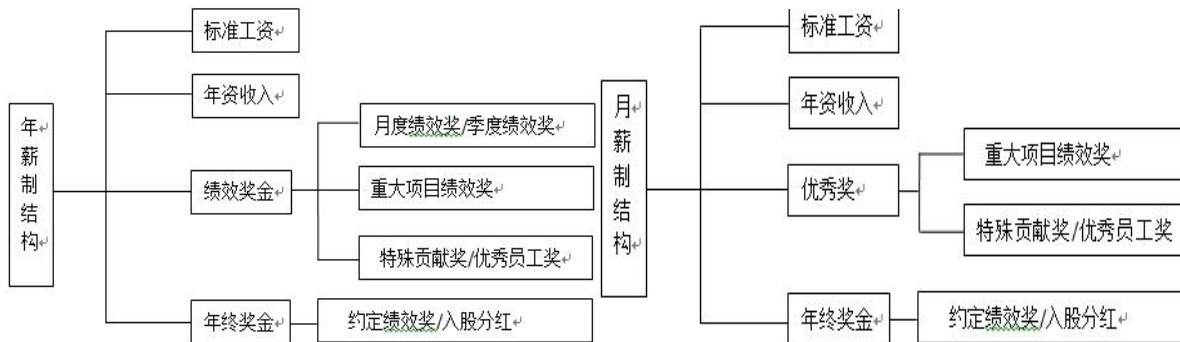 年薪制结构
标准工资
年资收入
绩效奖金
月度绩效奖/季度绩效奖
重大项目绩效奖
特殊贡献奖/优秀员工奖
年终奖金
约定绩效奖/入股分红
月薪制结构
标准工资
年资收入
优秀奖
重大项目绩效奖
特殊贡献奖/优秀员工奖
年终奖金
约定绩效奖/入股分红